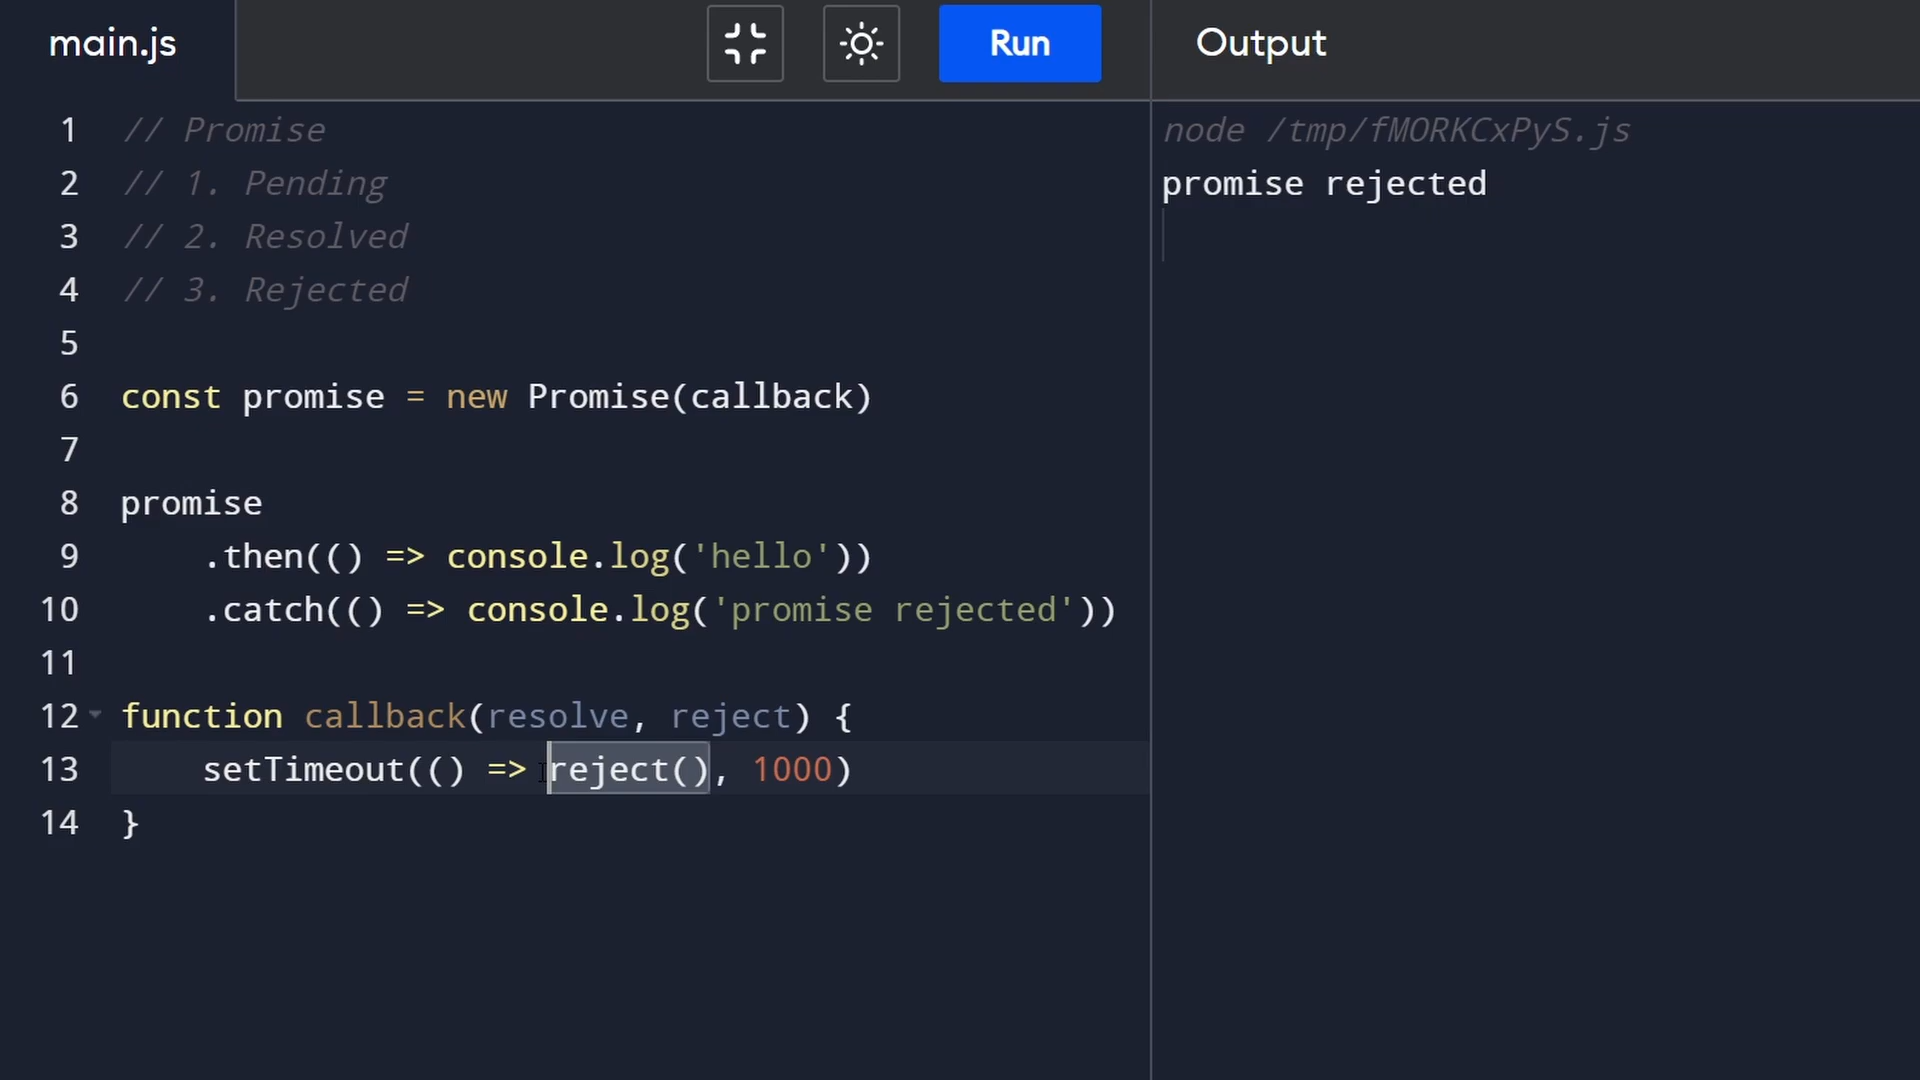 main.js
Run
Output
1 // Promise
2 // 1. Pending
3 // 2. Resolved
4 // 3. Rejected
5
6 const promise = new Promise(callback)
7
8 promise
9     .then(() => console.log('hello'))
10     .catch(() => console.log('promise rejected'))
11
12 function callback(resolve, reject) {
13     setTimeout(() => reject(), 1000)
14 }
node /tmp/fMORKCxPyS.js
promise rejected